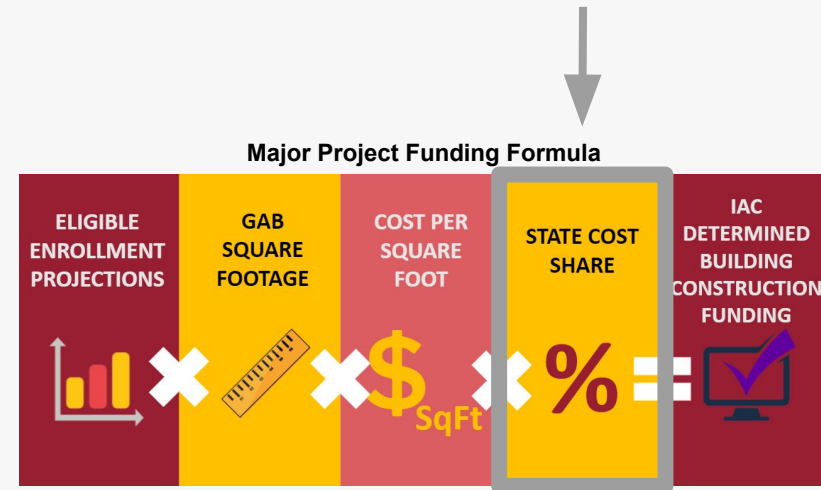 Major Project Funding Formula
ELIGIBLE
ENROLLMENT
PROJECTIONS
GAB
SQUARE
FOOTAGE
COST PER
SQUARE
FOOT
$
SqFt
STATE COST
SHARE
%
IAC
DETERMINED
BUILDING
CONSTRUCTION
FUNDING